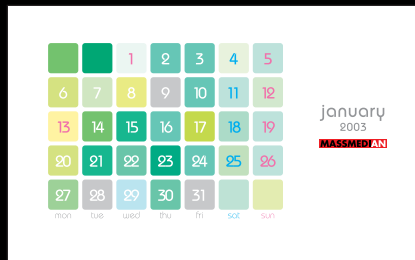 1 2 3 4 5
6 7 8 9 10 11 12
january
13 14 15 16 17 18 19
2003
MASSMEDIAN
20 21 22 23 24 25 26
27 28 29 30 31
mon tue wed thu fri sat sun